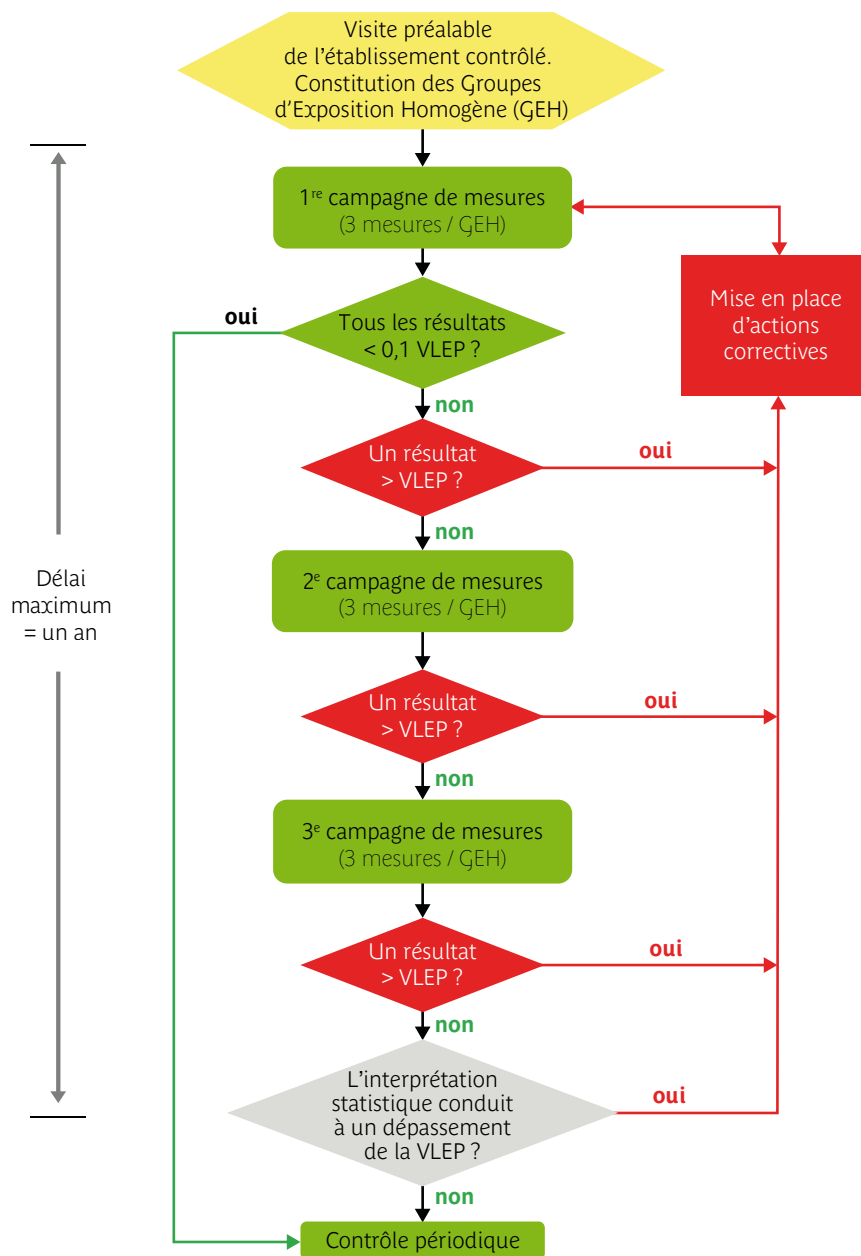 Visite préalable
de l'établissement contrôlé.
Constitution des Groupes
d'Exposition Homogène (GEH)
1re campagne de mesures
(3 mesures / GEH)
Mise en place
d'actions
correctives
oui
Tous les résultats
< 0,1 VLEP ?
non
Un résultat
> VLEP ?
oui
non
Délai
maximum
= un an
2e campagne de mesures
(3 mesures / GEH)
Un résultat
> VLEP ?
oui
non
3e campagne de mesures
(3 mesures / GEH)
Un résultat
> VLEP ?
oui
non
L'interprétation
statistique conduit
à un dépassement
de la VLEP ?
oui
non
Contrôle périodique